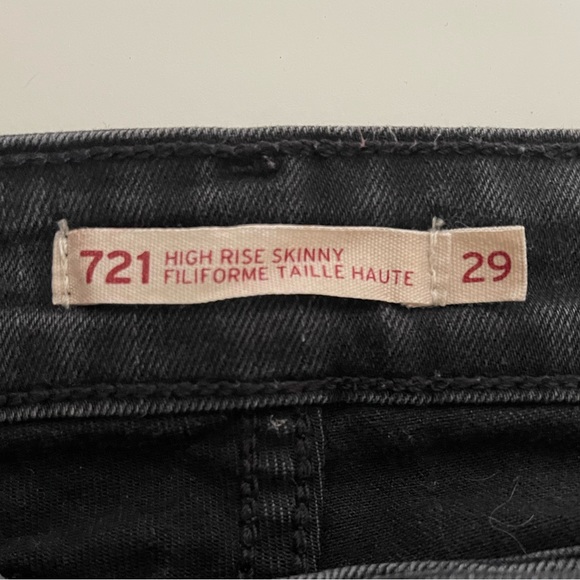 721 HIGH RISE SKINNY
FILIFORME TAILLE HAUTE
29